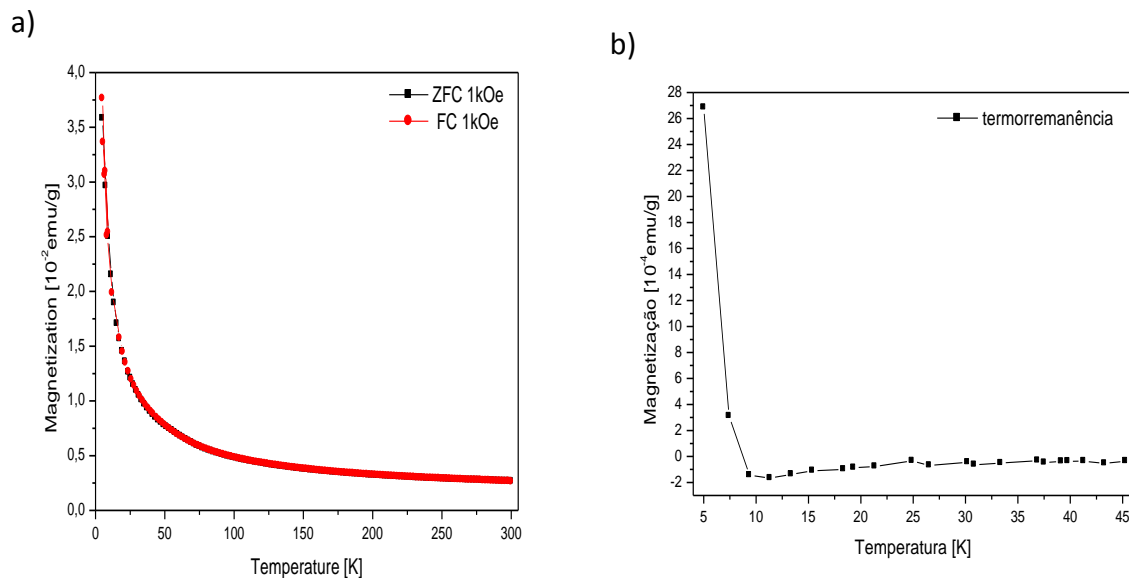 a)
4,0
3,5
3,0
2,5
2,0
1,5
1,0
0,5
0,0
Magnetization [10⁻²emu/g]
ZFC 1kOe
FC 1kOe
0 50 100 150 200 250 300
Temperature [K]
b)
28
26
24
22
20
18
16
14
12
10
8
6
4
2
0
-2
Magnetização [10⁻⁴emu/g]
termorremanência
5 10 15 20 25 30 35 40 45
Temperatura [K]